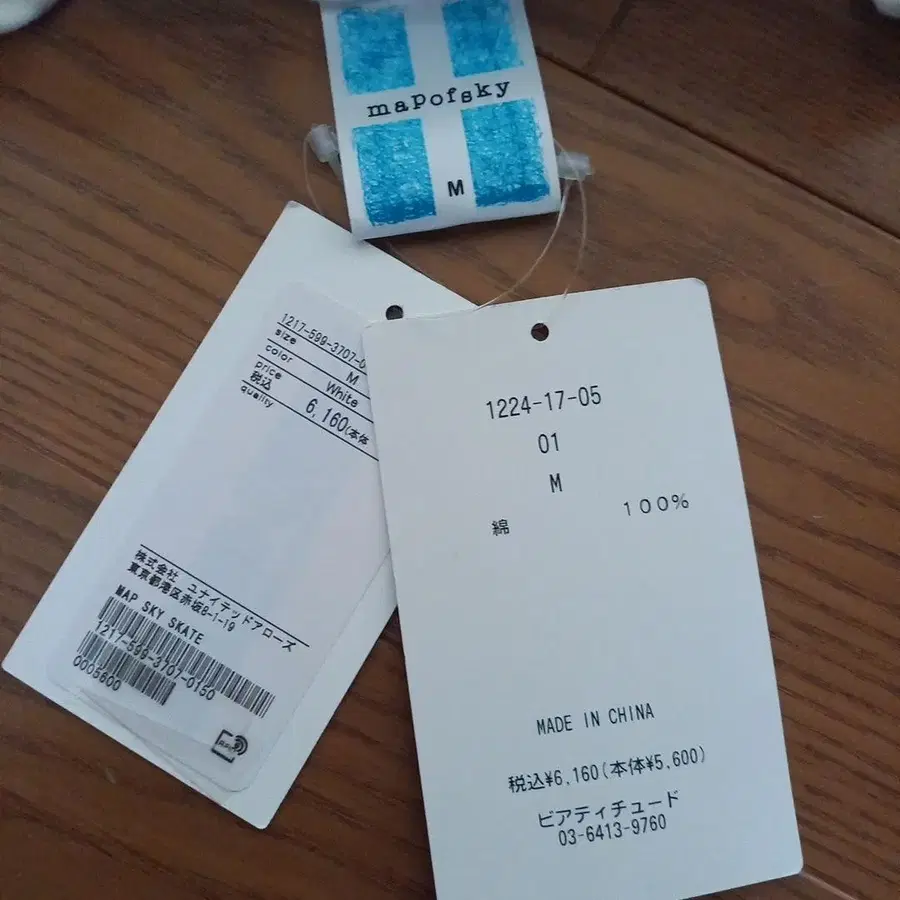 mapofsky
M
1217-599-3707-0
size M
color White
price
税込 6,160(本体
quality
株式会社 ユナイテッドアローズ
東京都港区赤坂8-1-19
MAP SKY SKATE
1217-599-3707-0150
0005600
1224-17-05
01
M
綿 100%
MADE IN CHINA
税込¥6,160(本体¥5,600)
ビアティチュード
03-6413-9760